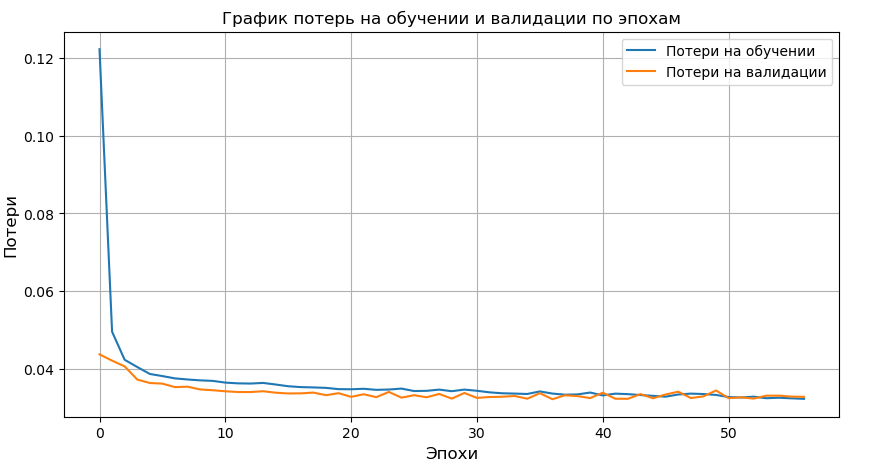 График потерь на обучении и валидации по эпохам
Потери на обучении
Потери на валидации
0.12
0.10
0.08
0.06
0.04
Потери
0
10
20
30
40
50
Эпохи